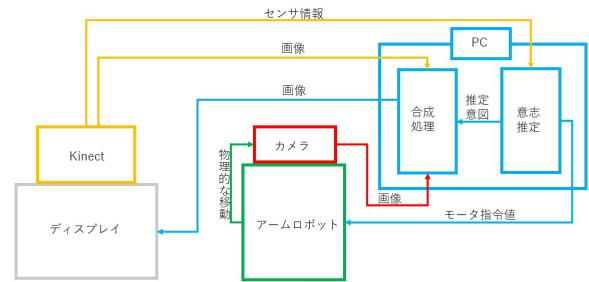 センサ情報
画像
PC
画像
合成
処理
推定
意図
意志
推定
Kinect
カメラ
物理的な移動
画像
ディスプレイ
アームロボット
モータ指令値